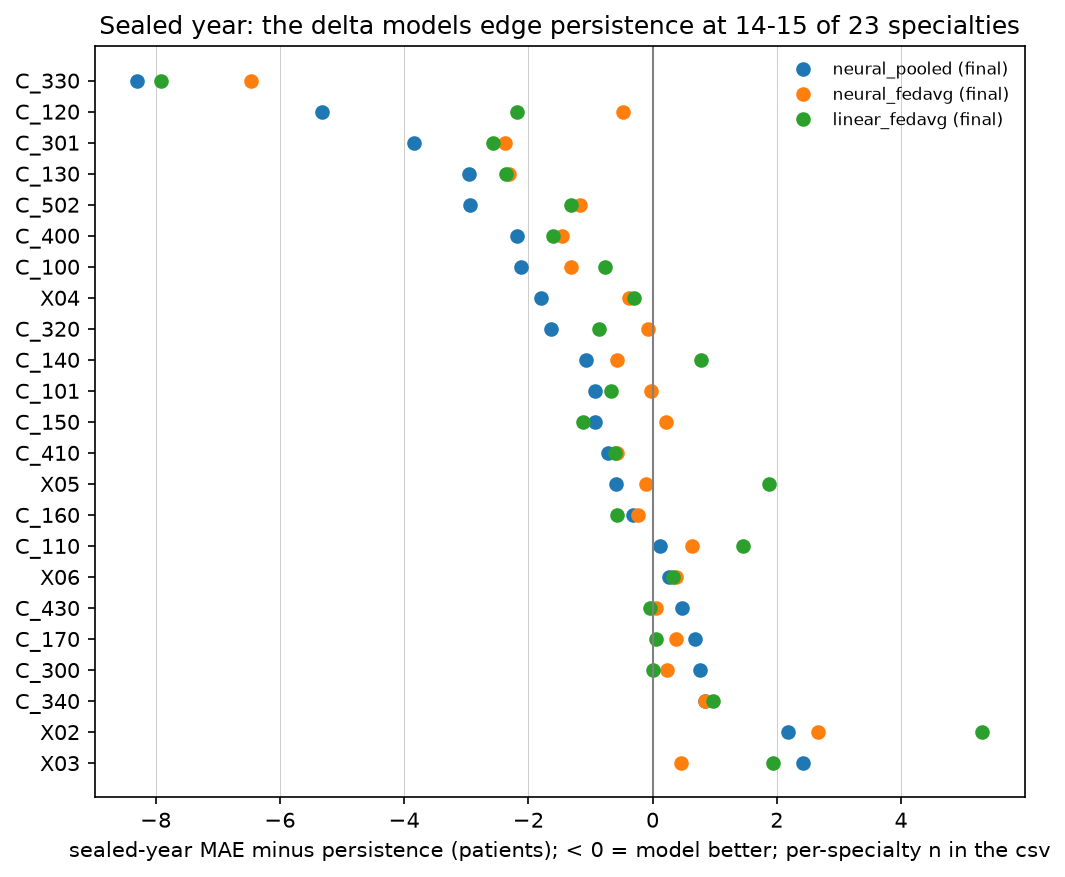 Sealed year: the delta models edge persistence at 14-15 of 23 specialties
neural_pooled (final)
neural_fedavg (final)
linear_fedavg (final)
C_330
C_120
C_301
C_130
C_502
C_400
C_100
X04
C_320
C_140
C_101
C_150
C_410
X05
C_160
C_110
X06
C_430
C_170
C_300
C_340
X02
X03
−8 −6 −4 −2 0 2 4
sealed-year MAE minus persistence (patients); < 0 = model better; per-specialty n in the csv